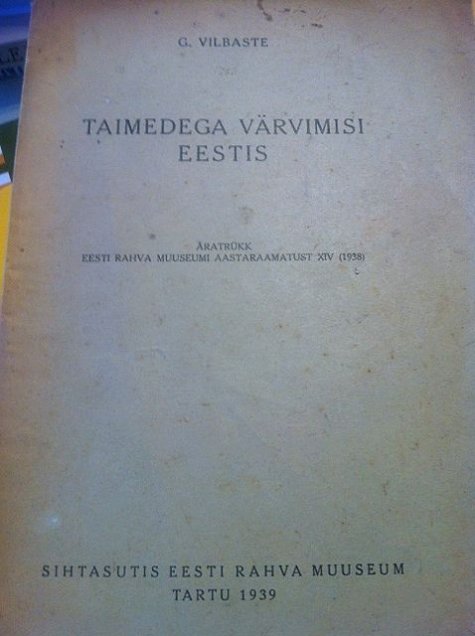 G. VILBASTE
TAIMEDEGA VÄRVIMISI
EESTIS
ÄRATRÜKK
EESTI RAHVA MUUSEUMI AASTARAAMATUST XIV (1938)
SIHTASUTIS EESTI RAHVA MUUSEUM
TARTU 1939